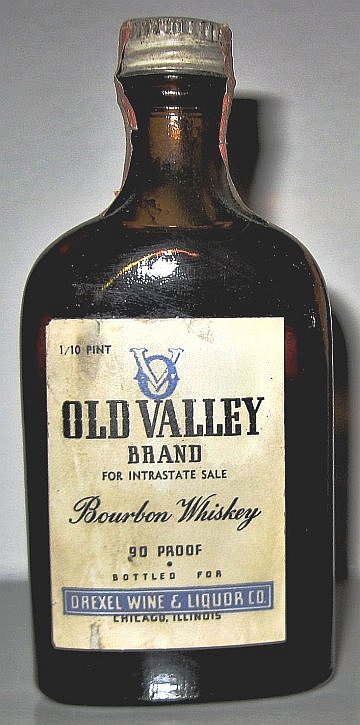 1/10 PINT
OV
OLD VALLEY
BRAND
FOR INTRASTATE SALE
Bourbon Whiskey
90 PROOF
BOTTLED FOR
DREXEL WINE & LIQUOR CO.
CHICAGO, ILLINOIS